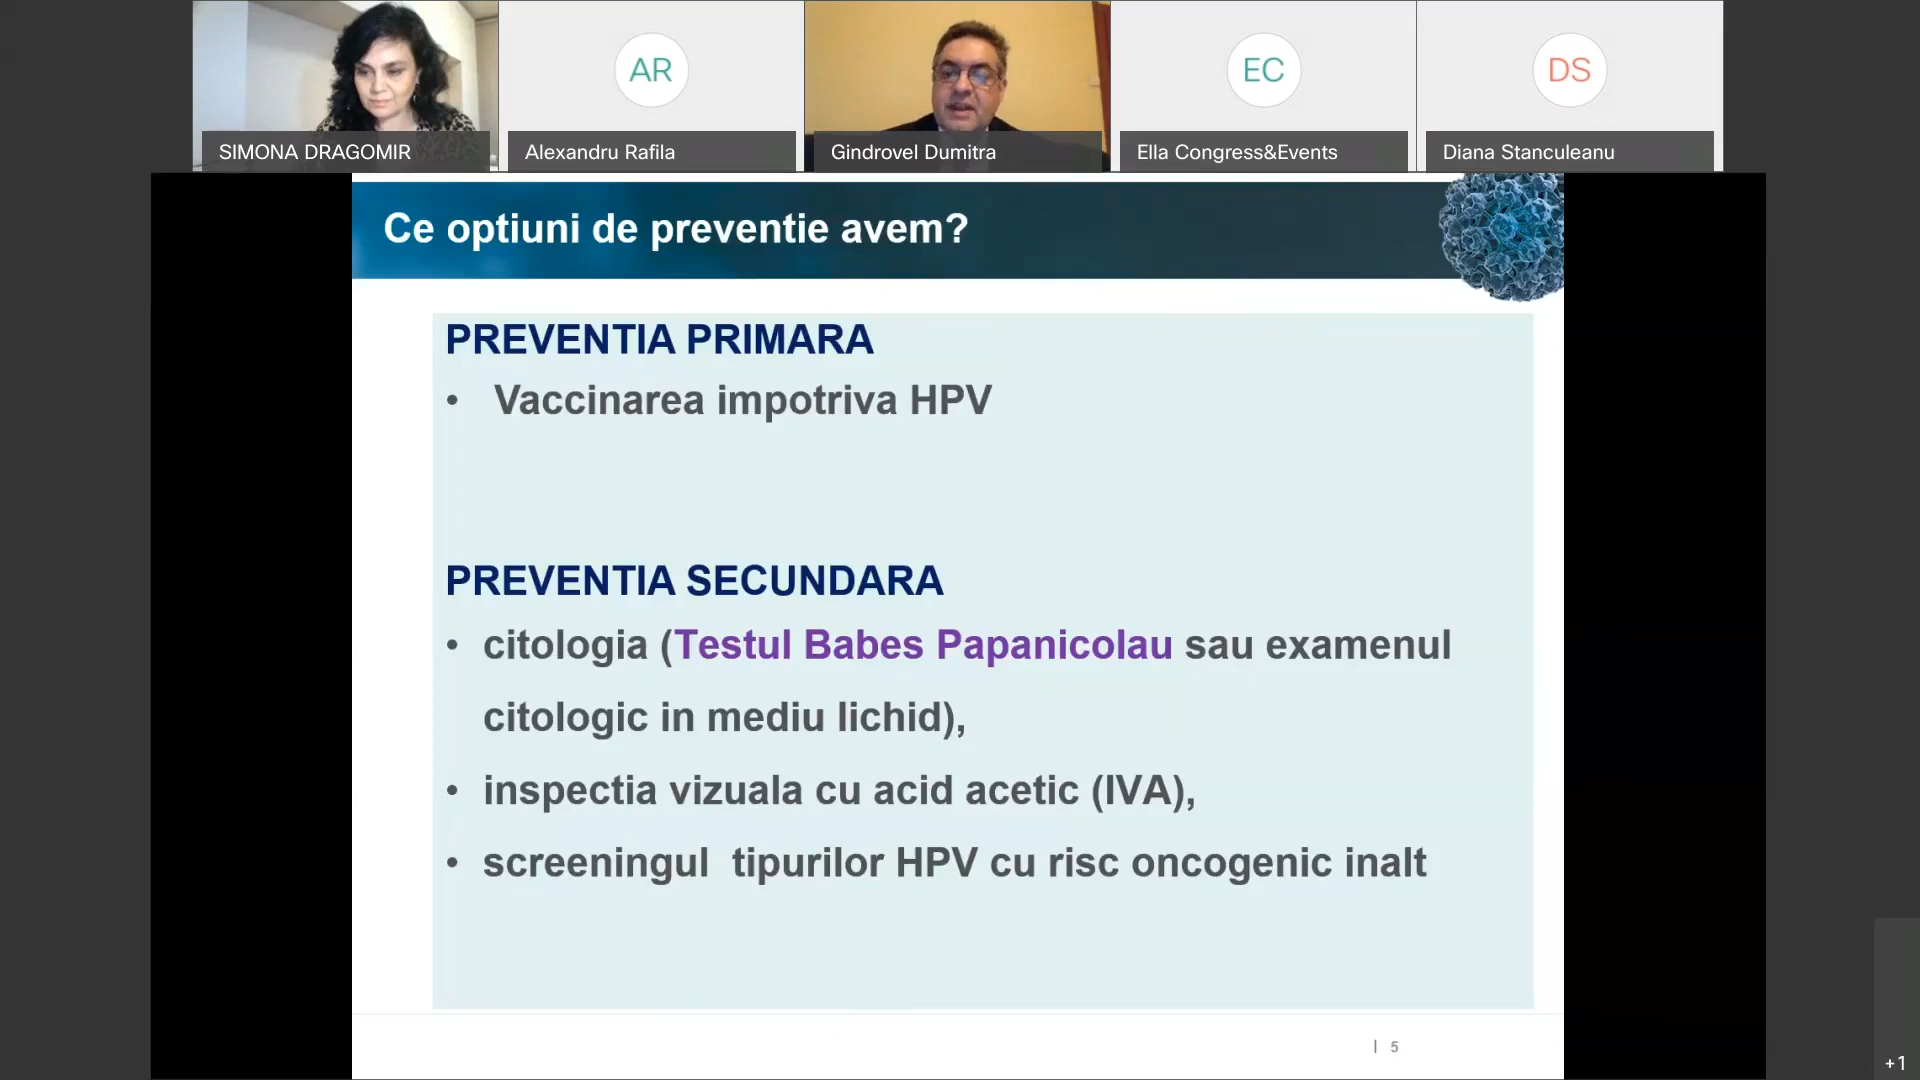 AR
EC
DS
SIMONA DRAGOMIR
Alexandru Rafila
Gindrovel Dumitra
Ella Congress&Events
Diana Stanculeanu
Ce optiuni de preventie avem?
PREVENTIA PRIMARA
• Vaccinarea impotriva HPV
PREVENTIA SECUNDARA
• citologia (Testul Babes Papanicolau sau examenul
citologic in mediu lichid),
• inspectia vizuala cu acid acetic (IVA),
• screeningul tipurilor HPV cu risc oncogenic inalt
| 5
+1